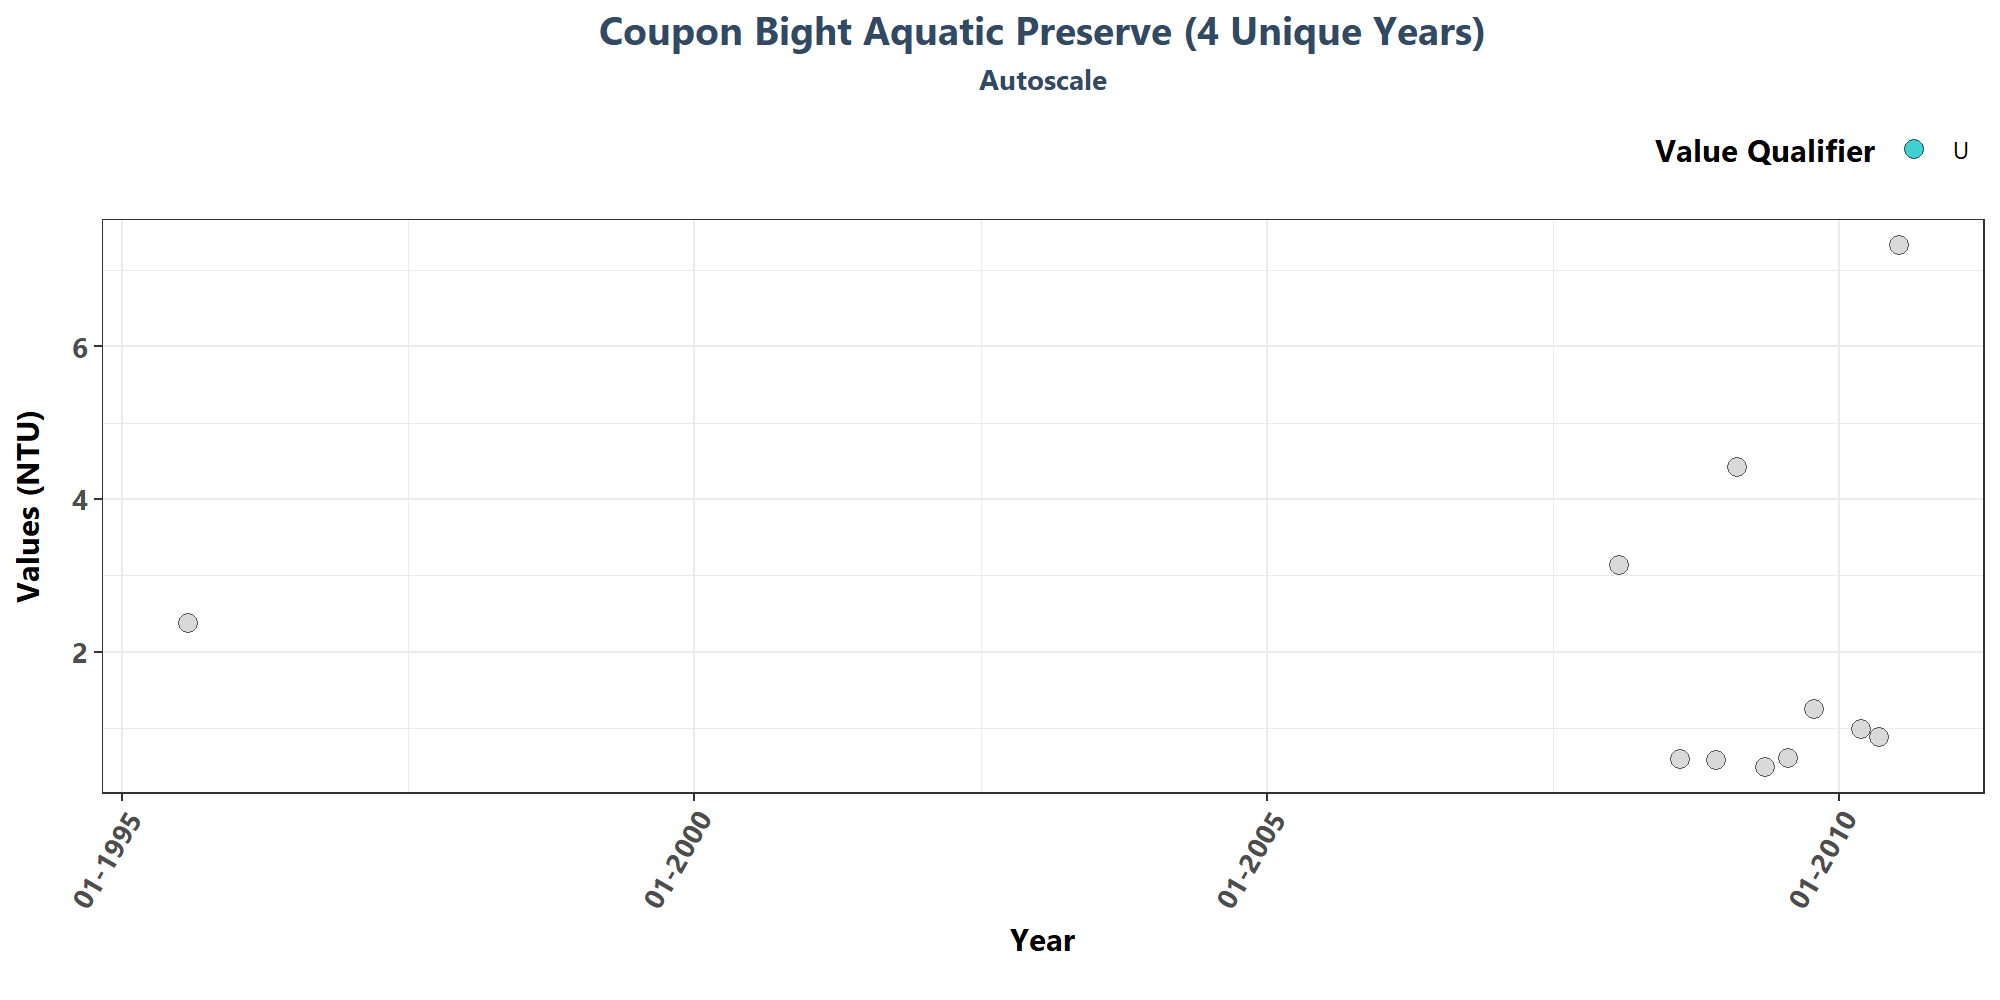 Coupon Bight Aquatic Preserve (4 Unique Years)
Autoscale
Value Qualifier U
6
4
2
Values (NTU)
01-1995 01-2000 01-2005 01-2010
Year